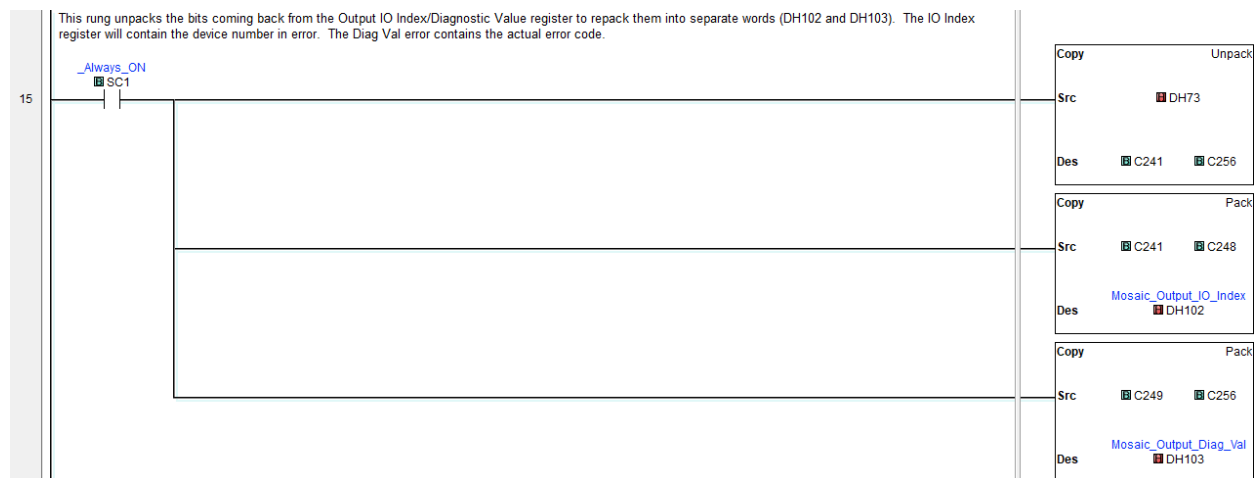 This rung unpacks the bits coming back from the Output IO Index/Diagnostic Value register to repack them into separate words (DH102 and DH103).  The IO Index
register will contain the device number in error.  The Diag Val error contains the actual error code.
_Always_ON
B SC1
15
Copy Unpack
Src H DH73
Des B C241 B C256
Copy Pack
Src B C241 B C248
Mosaic_Output_IO_Index
Des H DH102
Copy Pack
Src B C249 B C256
Mosaic_Output_Diag_Val
Des H DH103